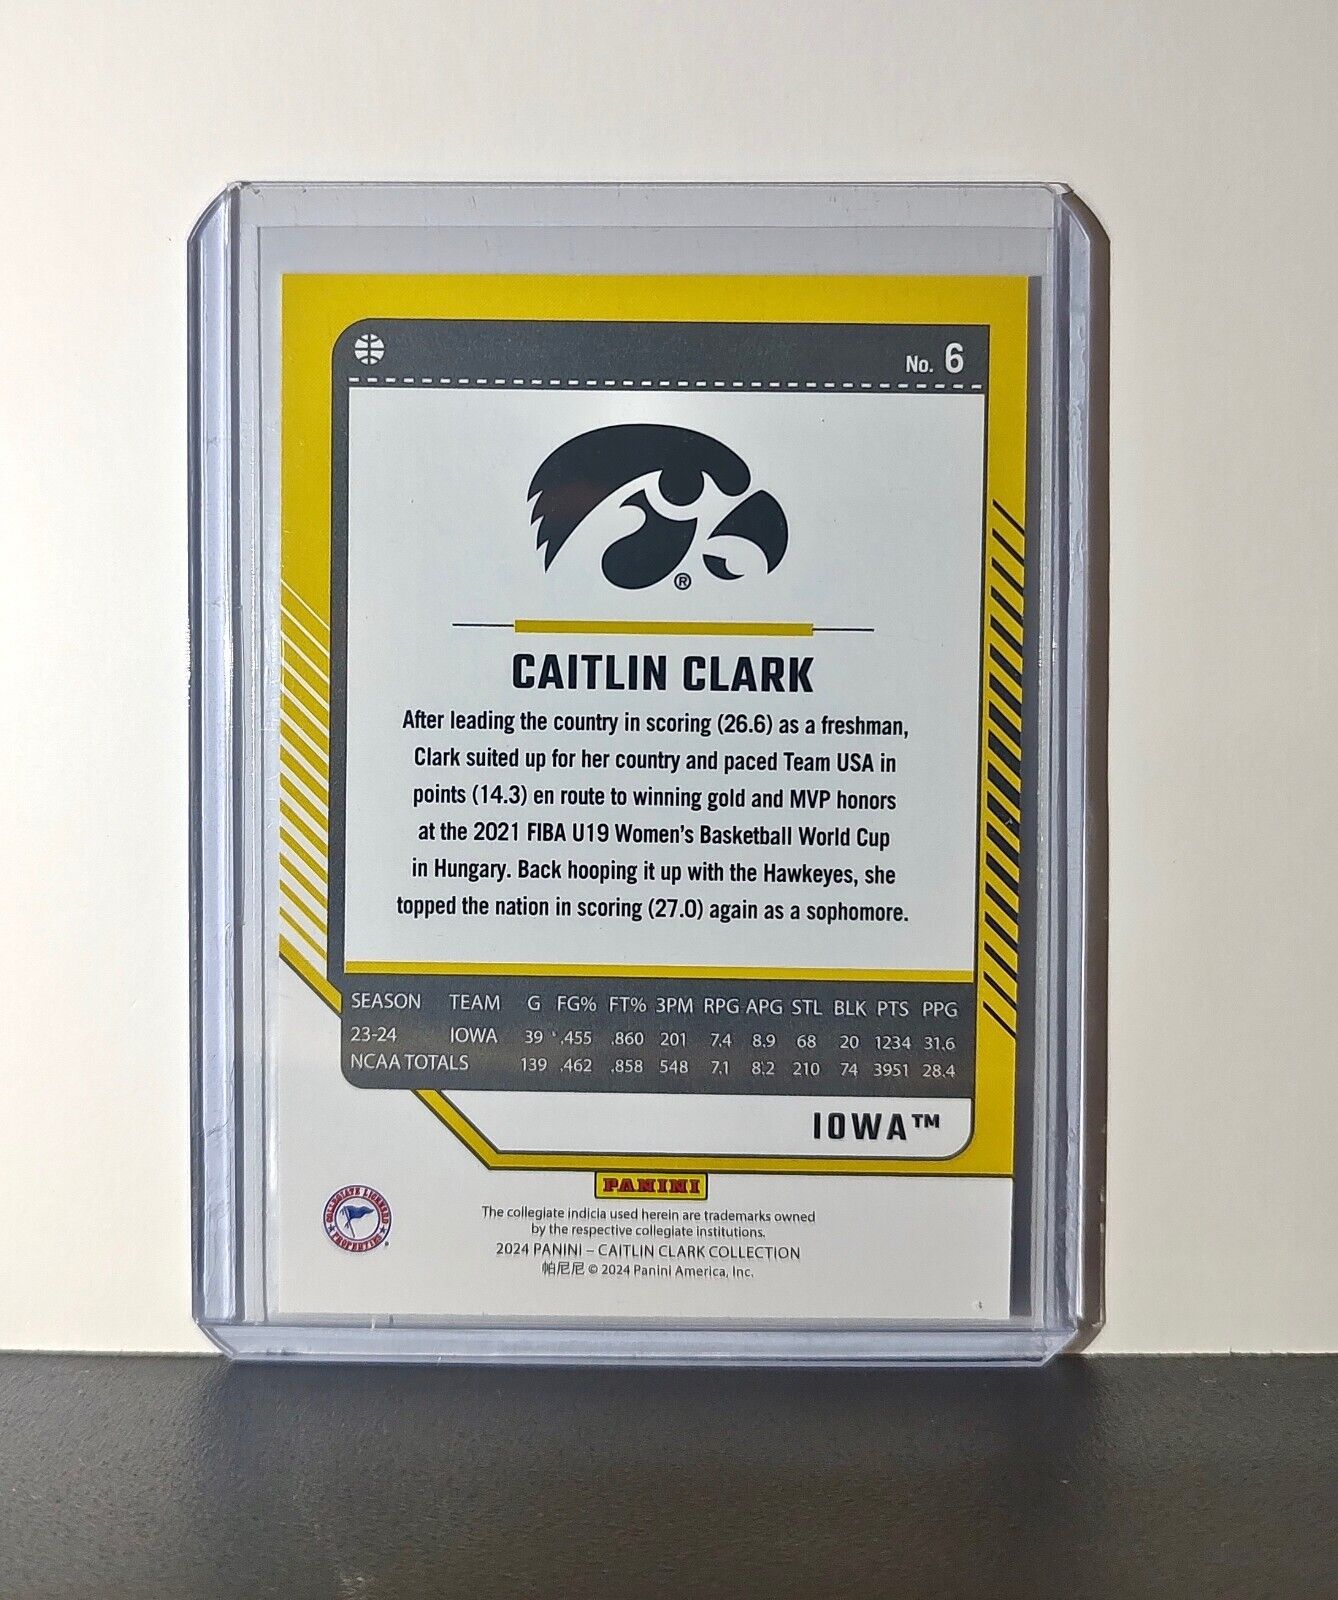 No. 6
®
CAITLIN CLARK
After leading the country in scoring (26.6) as a freshman,
Clark suited up for her country and paced Team USA in
points (14.3) en route to winning gold and MVP honors
at the 2021 FIBA U19 Women's Basketball World Cup
in Hungary. Back hooping it up with the Hawkeyes, she
topped the nation in scoring (27.0) again as a sophomore.
SEASON TEAM G FG% FT% 3PM RPG APG STL BLK PTS PPG
23-24 IOWA 39 .455 .860 201 7.4 8.9 68 20 1234 31.6
NCAA TOTALS 139 .462 .858 548 7.1 8.2 210 74 3951 28.4
IOWA™
PANINI
COLLEGIATE LICENSED
PROPERTIES
®
The collegiate indicia used herein are trademarks owned
by the respective collegiate institutions.
2024 PANINI – CAITLIN CLARK COLLECTION
帕尼尼 © 2024 Panini America, Inc.